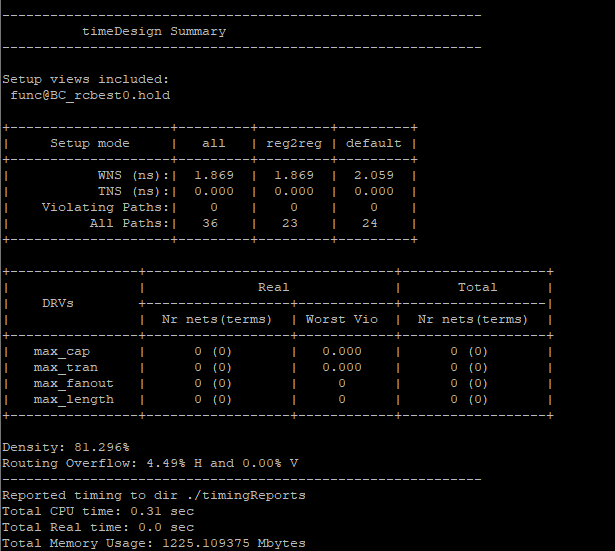 ---------------------------------------------------------------
          timeDesign Summary
---------------------------------------------------------------
Setup views included:
 func@BC_rcbest0.hold
+--------------------+---------+---------+---------+
|     Setup mode     |   all   | reg2reg | default |
+--------------------+---------+---------+---------+
|           WNS (ns):|  1.869  |  1.869  |  2.059  |
|           TNS (ns):|  0.000  |  0.000  |  0.000  |
|    Violating Paths:|    0    |    0    |    0    |
|          All Paths:|   36    |   23    |   24    |
+--------------------+---------+---------+---------+
+----------------+-------------------------------+------------------+
|                |              Real             |       Total      |
|    DRVs        +------------------+------------+------------------|
|                |  Nr nets(terms)  | Worst Vio  |  Nr nets(terms)  |
+----------------+------------------+------------+------------------+
|   max_cap      |      0 (0)       |   0.000    |      0 (0)       |
|   max_tran     |      0 (0)       |   0.000    |      0 (0)       |
|   max_fanout   |      0 (0)       |     0      |      0 (0)       |
|   max_length   |      0 (0)       |     0      |      0 (0)       |
+----------------+------------------+------------+------------------+
Density: 81.296%
Routing Overflow: 4.49% H and 0.00% V
---------------------------------------------------------------
Reported timing to dir ./timingReports
Total CPU time: 0.31 sec
Total Real time: 0.0 sec
Total Memory Usage: 1225.109375 Mbytes